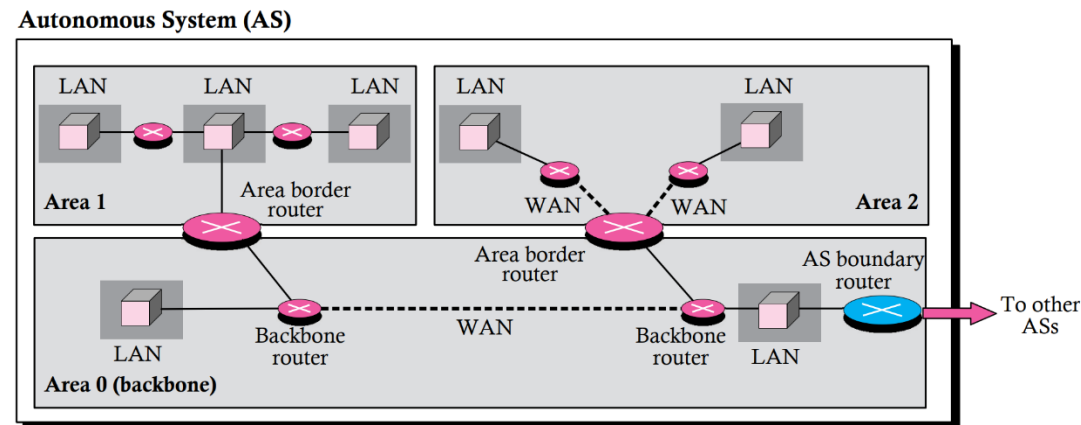 Autonomous System (AS)
LAN
LAN
LAN
Area 1
Area border
router
LAN
LAN
WAN
WAN
Area 2
Area border
router
AS boundary
router
LAN
Backbone
router
WAN
Backbone
router
LAN
To other
ASs
Area 0 (backbone)